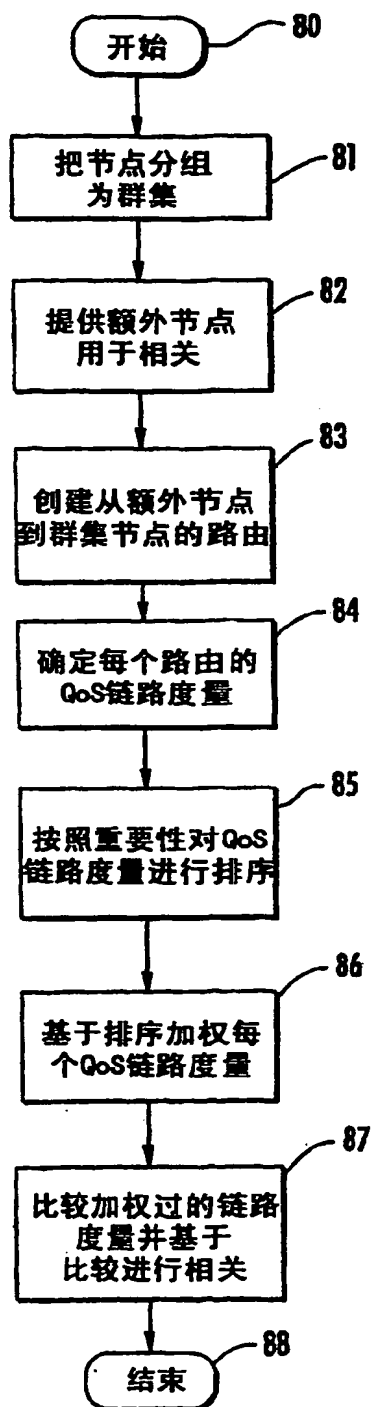 开始
80
把节点分组
为群集
81
提供额外节点
用于相关
82
创建从额外节点
到群集节点的路由
83
确定每个路由的
QoS链路度量
84
按照重要性对QoS
链路度量进行排序
85
基于排序加权每
个QoS链路度量
86
比较加权过的链路
度量并基于
比较进行相关
87
结束
88